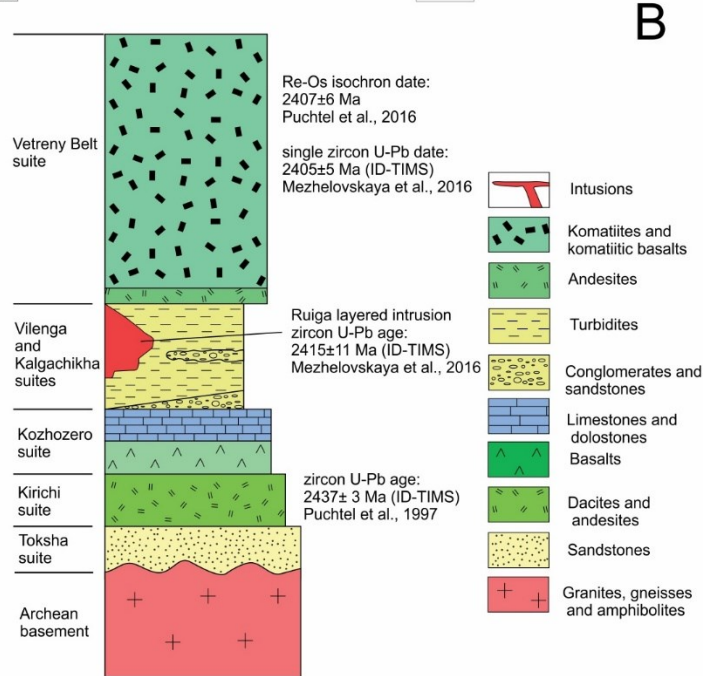 B
Vetreny Belt
suite
Re-Os isochron date:
2407±6 Ma
Puchtel et al., 2016
single zircon U-Pb date:
2405±5 Ma (ID-TIMS)
Mezhelovskaya et al., 2016
Vilenga
and
Kalgachikha
suites
Ruiga layered intrusion
zircon U-Pb age:
2415±11 Ma (ID-TIMS)
Mezhelovskaya et al., 2016
Kozhozero
suite
Kirichi
suite
zircon U-Pb age:
2437± 3 Ma (ID-TIMS)
Puchtel et al., 1997
Toksha
suite
Archean
basement
Intusions
Komatiites and
komatiitic basalts
Andesites
Turbidites
Conglomerates and
sandstones
Limestones and
dolostones
Basalts
Dacites and
andesites
Sandstones
Granites, gneisses
and amphibolites